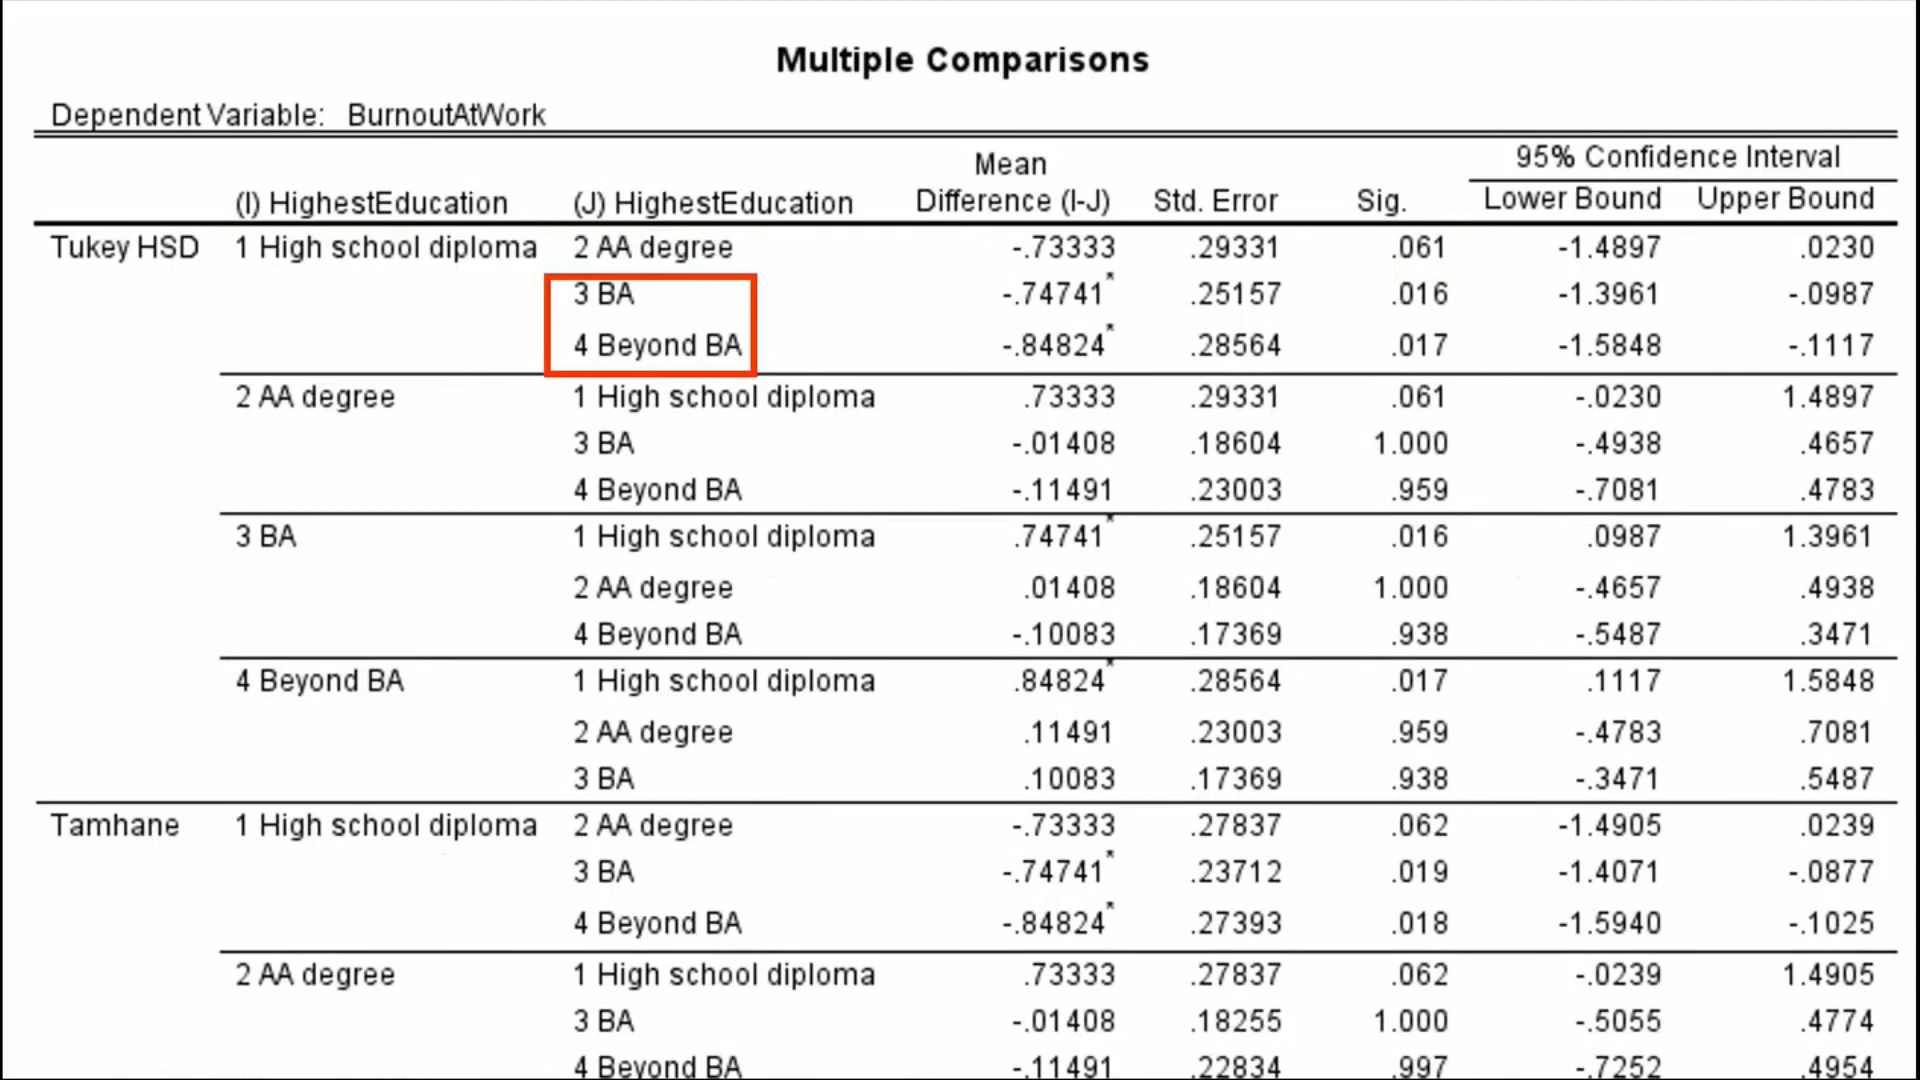 Multiple Comparisons
Dependent Variable: BurnoutAtWork
(I) HighestEducation (J) HighestEducation Mean Difference (I-J) Std. Error Sig. 95% Confidence Interval Lower Bound Upper Bound
Tukey HSD 1 High school diploma 2 AA degree -.73333 .29331 .061 -1.4897 .0230
3 BA -.74741* .25157 .016 -1.3961 -.0987
4 Beyond BA -.84824* .28564 .017 -1.5848 -.1117
2 AA degree 1 High school diploma .73333 .29331 .061 -.0230 1.4897
3 BA -.01408 .18604 1.000 -.4938 .4657
4 Beyond BA -.11491 .23003 .959 -.7081 .4783
3 BA 1 High school diploma .74741* .25157 .016 .0987 1.3961
2 AA degree .01408 .18604 1.000 -.4657 .4938
4 Beyond BA -.10083 .17369 .938 -.5487 .3471
4 Beyond BA 1 High school diploma .84824* .28564 .017 .1117 1.5848
2 AA degree .11491 .23003 .959 -.4783 .7081
3 BA .10083 .17369 .938 -.3471 .5487
Tamhane 1 High school diploma 2 AA degree -.73333 .27837 .062 -1.4905 .0239
3 BA -.74741* .23712 .019 -1.4071 -.0877
4 Beyond BA -.84824* .27393 .018 -1.5940 -.1025
2 AA degree 1 High school diploma .73333 .27837 .062 -.0239 1.4905
3 BA -.01408 .18255 1.000 -.5055 .4774
4 Beyond BA -.11491 .22834 .997 -.7252 .4954